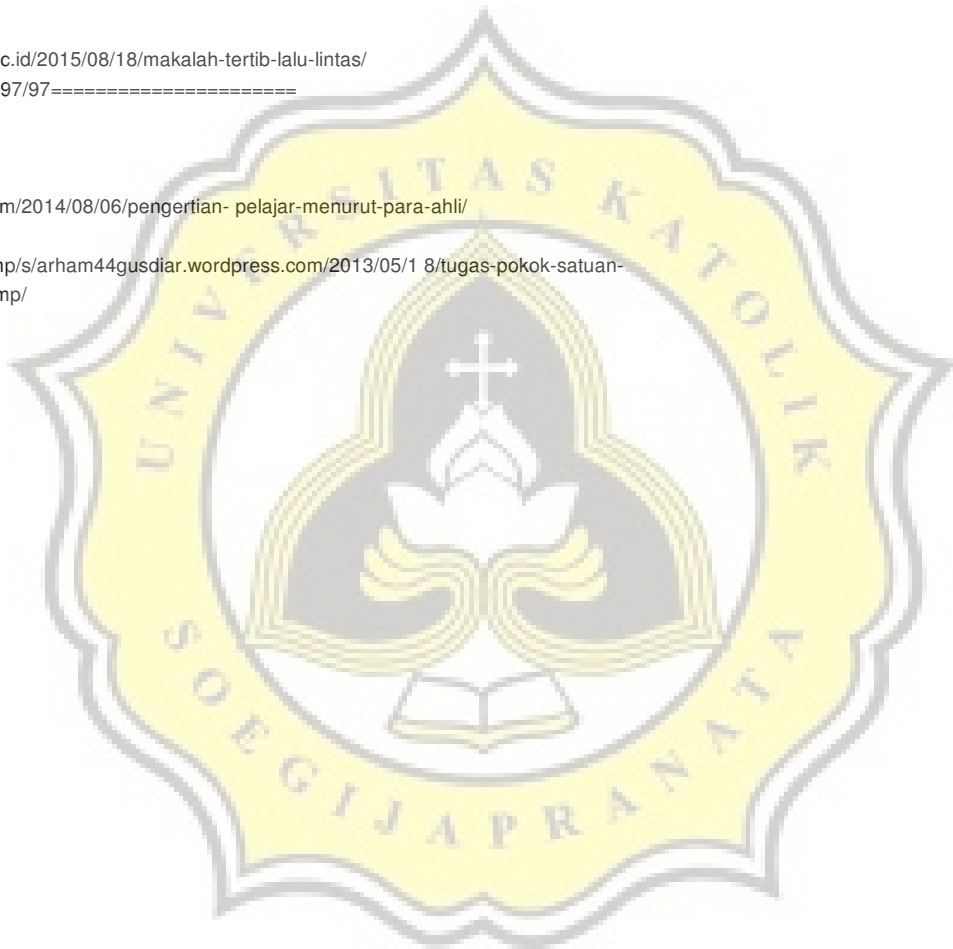 c.id/2015/08/18/makalah-tertib-lalu-lintas/
97/97======================
m/2014/08/06/pengertian- pelajar-menurut-para-ahli/
np/s/arham44gusdiar.wordpress.com/2013/05/1 8/tugas-pokok-satuan-
mp/
UNIVERSITAS KATOLIK
SOEGIJAPRANATA